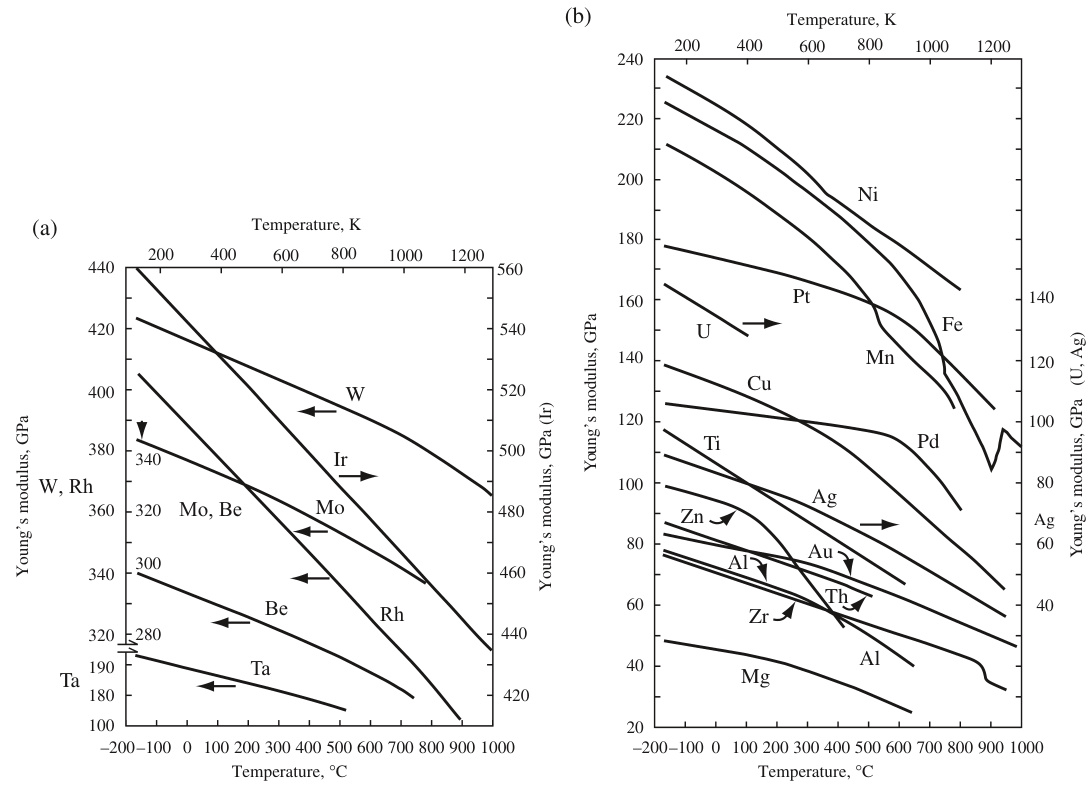 (a)
Temperature, K
200 400 600 800 1000 1200
440
420
400
380
360
340
320
190
180
100
340
320
300
280
560
540
520
500
480
460
440
420
Young's modulus, GPa
W, Rh
Ta
Mo, Be
W
Ir
Mo
Rh
Be
Ta
Young's modulus, GPa (Ir)
–200 –100 0 100 200 300 400 500 600 700 800 900 1000
Temperature, °C
(b)
Temperature, K
200 400 600 800 1000 1200
240
220
200
180
160
140
120
100
80
60
40
20
Young's modulus, GPa
Ni
Pt
Fe
U
Mn
Cu
Pd
Ti
Ag
Zn
Au
Al
Th
Zr
Al
Mg
140
120
100
80
Ag
60
40
Young's modulus, GPa (U, Ag)
–200 –100 0 100 200 300 400 500 600 700 800 900 1000
Temperature, °C